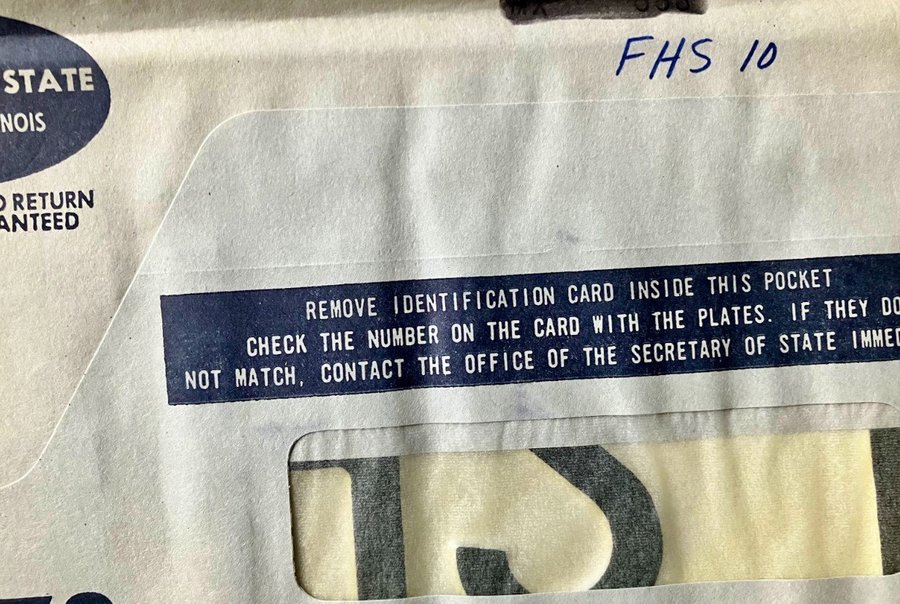 FHS 10
STATE
NOIS
RETURN
ANTEED
REMOVE IDENTIFICATION CARD INSIDE THIS POCKET
CHECK THE NUMBER ON THE CARD WITH THE PLATES. IF THEY DO
NOT MATCH, CONTACT THE OFFICE OF THE SECRETARY OF STATE IMMED